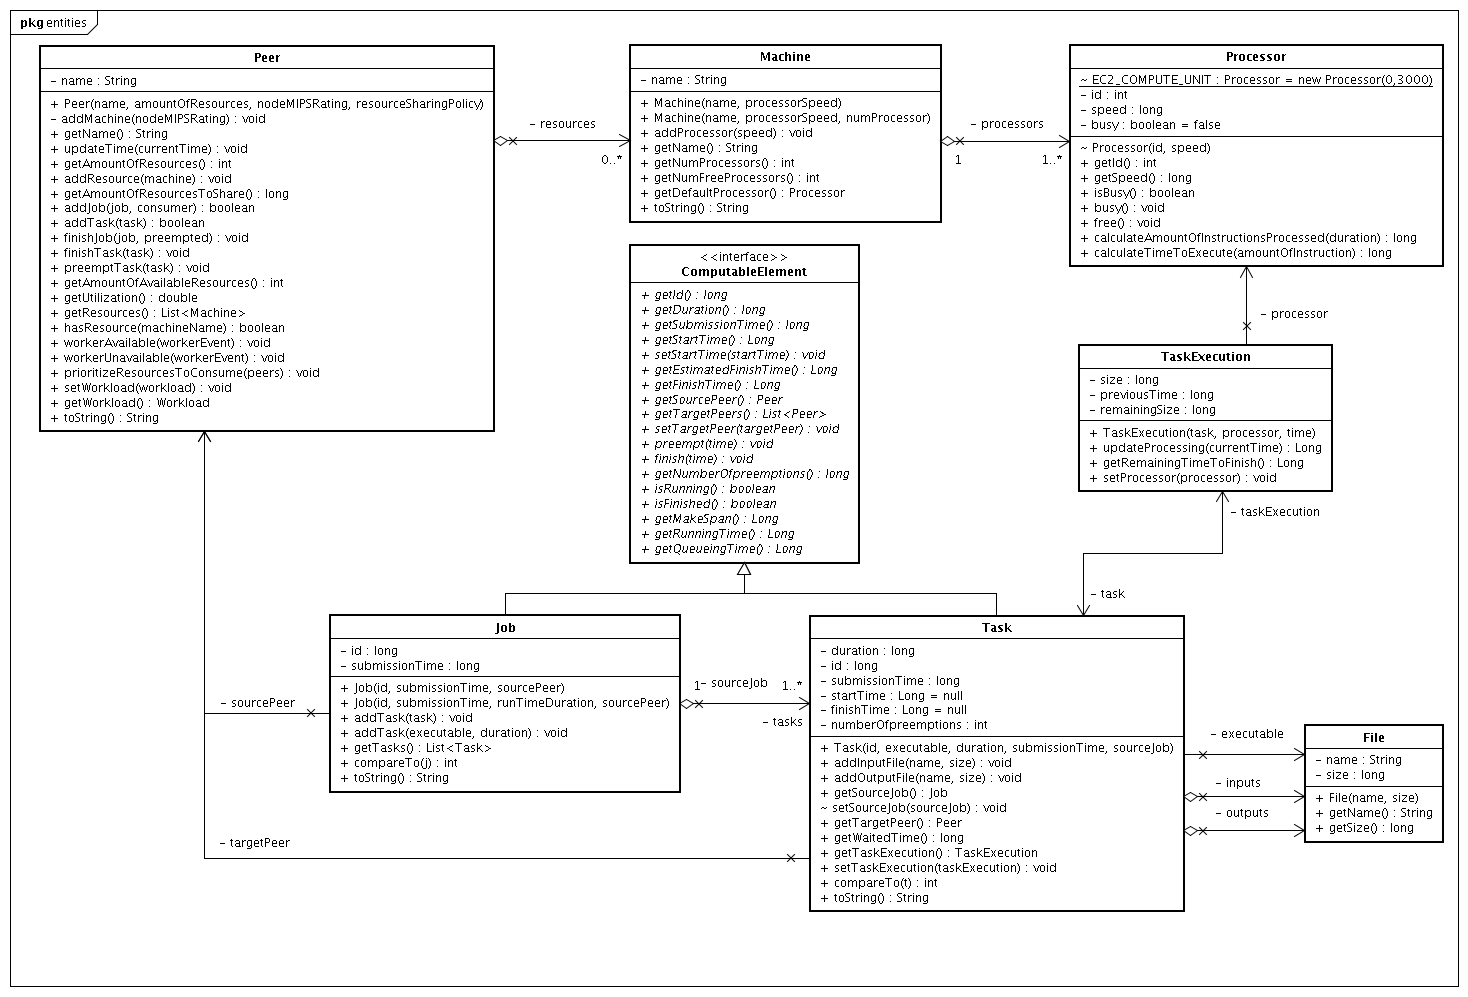 pkg entities
Peer
– name : String
+ Peer(name, amountOfResources, nodeMIPSRating, resourceSharingPolicy)
– addMachine(nodeMIPSRating) : void
+ getName() : String
+ updateTime(currentTime) : void
+ getAmountOfResources() : int
+ addResource(machine) : void
+ getAmountOfResourcesToShare() : long
+ addJob(job, consumer) : boolean
+ addTask(task) : boolean
+ finishJob(job, preempted) : void
+ finishTask(task) : void
+ preemptTask(task) : void
+ getAmountOfAvailableResources() : int
+ getUtilization() : double
+ getResources() : List<Machine>
+ hasResource(machineName) : boolean
+ workerAvailable(workerEvent) : void
+ workerUnavailable(workerEvent) : void
+ prioritizeResourcesToConsume(peers) : void
+ setWorkload(workload) : void
+ getWorkload() : Workload
+ toString() : String
– resources
0..*
Machine
– name : String
+ Machine(name, processorSpeed)
+ Machine(name, processorSpeed, numProcessor)
+ addProcessor(speed) : void
+ getName() : String
+ getNumProcessors() : int
+ getNumFreeProcessors() : int
+ getDefaultProcessor() : Processor
+ toString() : String
– processors
1
1..*
Processor
~ EC2_COMPUTE_UNIT : Processor = new Processor(0,3000)
– id : int
– speed : long
– busy : boolean = false
~ Processor(id, speed)
+ getId() : int
+ getSpeed() : long
+ isBusy() : boolean
+ busy() : void
+ free() : void
+ calculateAmountOfInstructionsProcessed(duration) : long
+ calculateTimeToExecute(amountOfInstruction) : long
<<interface>>
ComputableElement
+ getId() : long
+ getDuration() : long
+ getSubmissionTime() : long
+ getStartTime() : Long
+ setStartTime(startTime) : void
+ getEstimatedFinishTime() : Long
+ getFinishTime() : Long
+ getSourcePeer() : Peer
+ getTargetPeers() : List<Peer>
+ setTargetPeer(targetPeer) : void
+ preempt(time) : void
+ finish(time) : void
+ getNumberOfpreemptions() : long
+ isRunning() : boolean
+ isFinished() : boolean
+ getMakeSpan() : Long
+ getRunningTime() : Long
+ getQueueingTime() : Long
– processor
TaskExecution
– size : long
– previousTime : long
– remainingSize : long
+ TaskExecution(task, processor, time)
+ updateProcessing(currentTime) : Long
+ getRemainingTimeToFinish() : Long
+ setProcessor(processor) : void
– taskExecution
– task
Job
– id : long
– submissionTime : long
+ Job(id, submissionTime, sourcePeer)
+ Job(id, submissionTime, runTimeDuration, sourcePeer)
+ addTask(task) : void
+ addTask(executable, duration) : void
+ getTasks() : List<Task>
+ compareTo(j) : int
+ toString() : String
– sourcePeer
– targetPeer
1
– sourceJob
1..*
– tasks
Task
– duration : long
– id : long
– submissionTime : long
– startTime : Long = null
– finishTime : Long = null
– numberOfpreemptions : int
+ Task(id, executable, duration, submissionTime, sourceJob)
+ addInputFile(name, size) : void
+ addOutputFile(name, size) : void
+ getSourceJob() : Job
~ setSourceJob(sourceJob) : void
+ getTargetPeer() : Peer
+ getWaitedTime() : long
+ getTaskExecution() : TaskExecution
+ setTaskExecution(taskExecution) : void
+ compareTo(t) : int
+ toString() : String
– executable
– inputs
– outputs
File
– name : String
– size : long
+ File(name, size)
+ getName() : String
+ getSize() : long